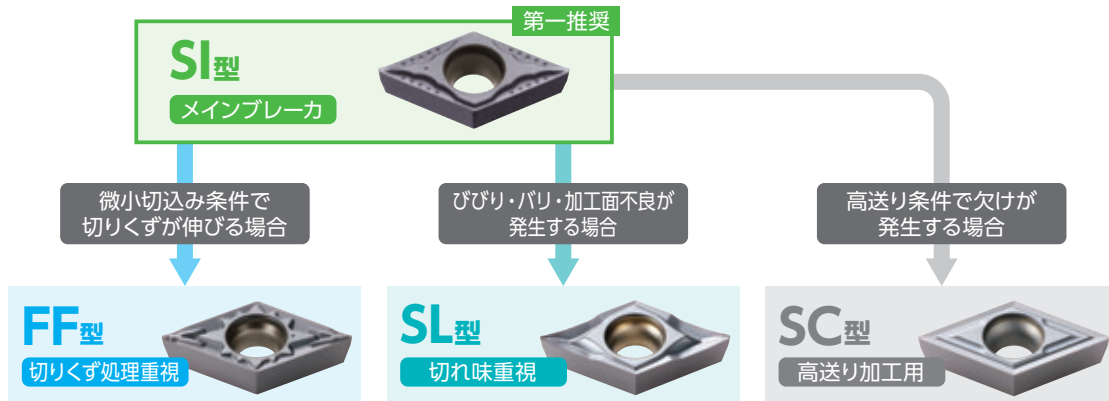 第一推奨
SI型
メインブレーカ
微小切込み条件で
切りくずが伸びる場合
びびり・バリ・加工面不良が
発生する場合
高送り条件で欠けが
発生する場合
FF型
切りくず処理重視
SL型
切れ味重視
SC型
高送り加工用